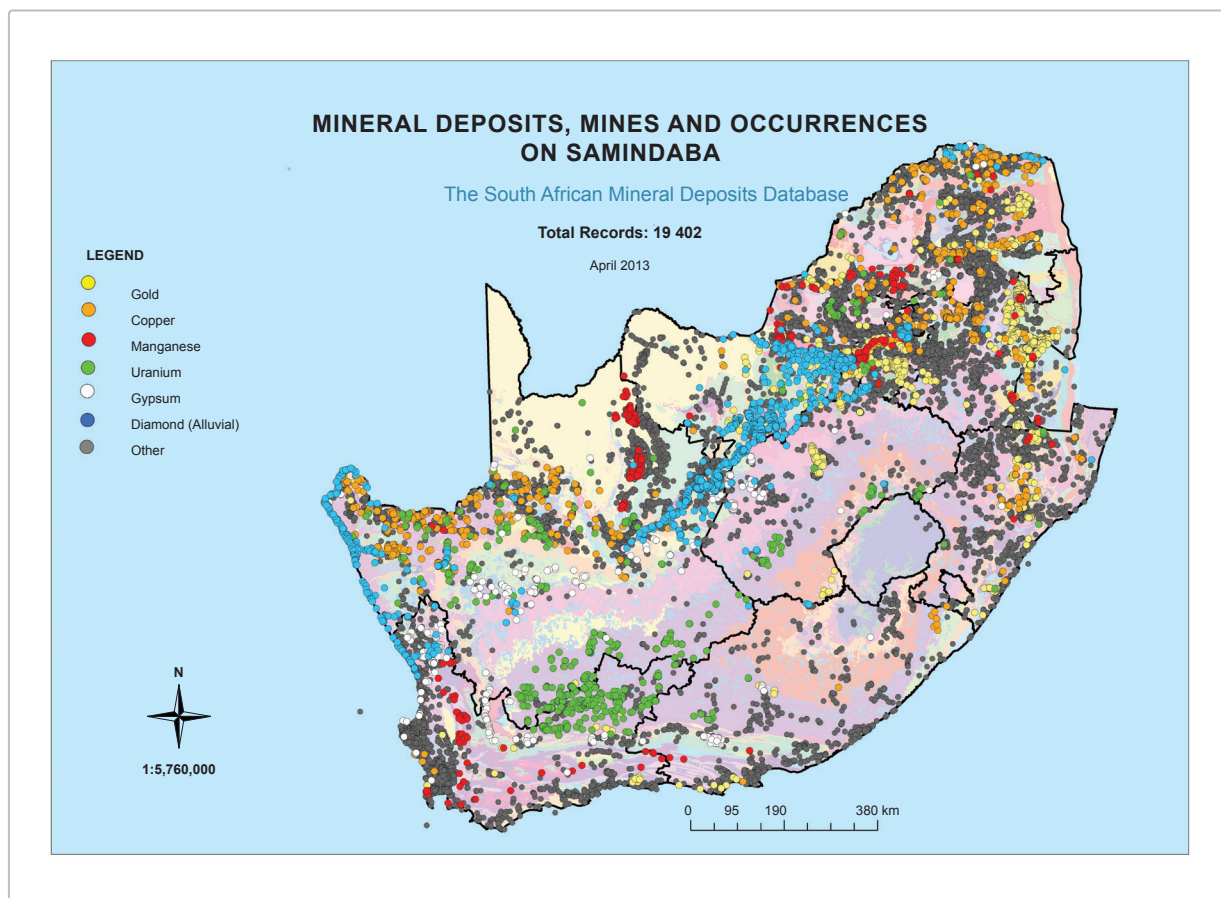 MINERAL DEPOSITS, MINES AND OCCURRENCES
ON SAMINDABA
The South African Mineral Deposits Database
Total Records: 19 402
April 2013
LEGEND
Gold
Copper
Manganese
Uranium
Gypsum
Diamond (Alluvial)
Other
N
1:5,760,000
0 95 190 380 km